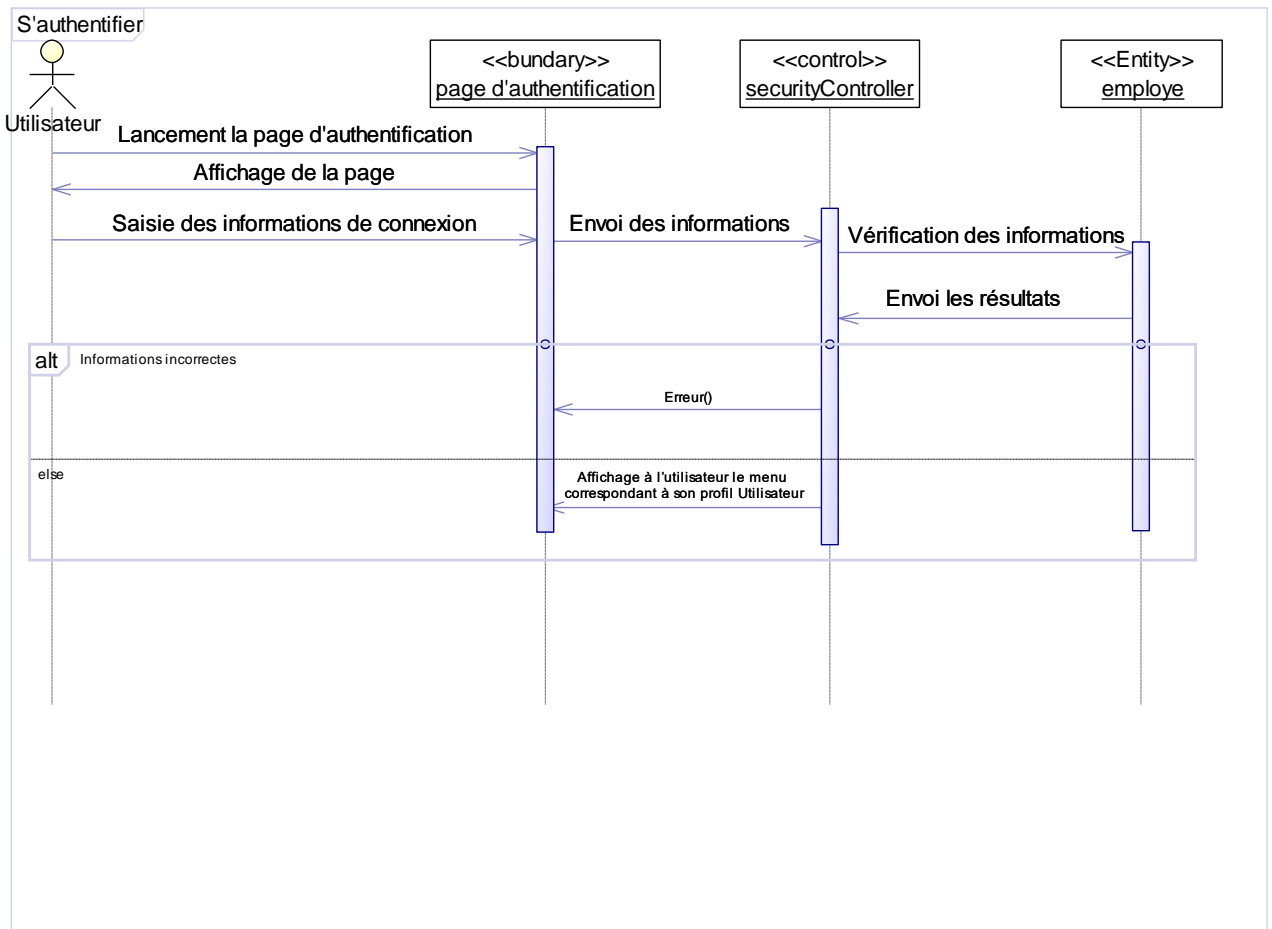 S'authentifier
<<bundary>>
page d'authentification
<<control>>
securityController
<<Entity>>
employe
Utilisateur
Lancement la page d'authentification
Affichage de la page
Saisie des informations de connexion
Envoi des informations
Vérification des informations
Envoi les résultats
alt
Informations incorrectes
Erreur()
else
Affichage à l'utilisateur le menu
correspondant à son profil Utilisateur